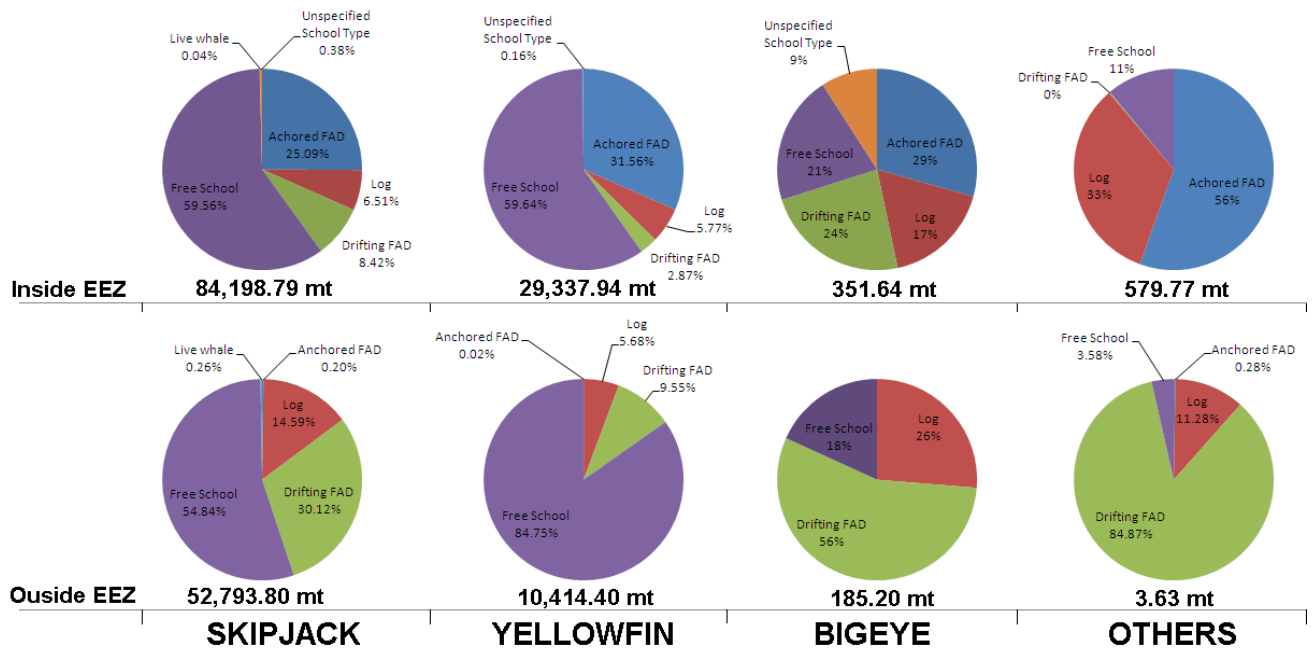 Live whale
0.04%
Unspecified
School Type
0.38%
Achored FAD
25.09%
Log
6.51%
Drifting FAD
8.42%
Free School
59.56%
Unspecified
School Type
0.16%
Achored FAD
31.56%
Log
5.77%
Drifting FAD
2.87%
Free School
59.64%
Unspecified
School Type
9%
Achored FAD
29%
Log
17%
Drifting FAD
24%
Free School
21%
Free School
11%
Drifting FAD
0%
Log
33%
Achored FAD
56%
Inside EEZ
84,198.79 mt
29,337.94 mt
351.64 mt
579.77 mt
Live whale
0.26%
Anchored FAD
0.20%
Log
14.59%
Drifting FAD
30.12%
Free School
54.84%
Anchored FAD
0.02%
Log
5.68%
Drifting FAD
9.55%
Free School
84.75%
Free School
18%
Log
26%
Drifting FAD
56%
Free School
3.58%
Anchored FAD
0.28%
Log
11.28%
Drifting FAD
84.87%
Ouside EEZ
52,793.80 mt
10,414.40 mt
185.20 mt
3.63 mt
SKIPJACK
YELLOWFIN
BIGEYE
OTHERS